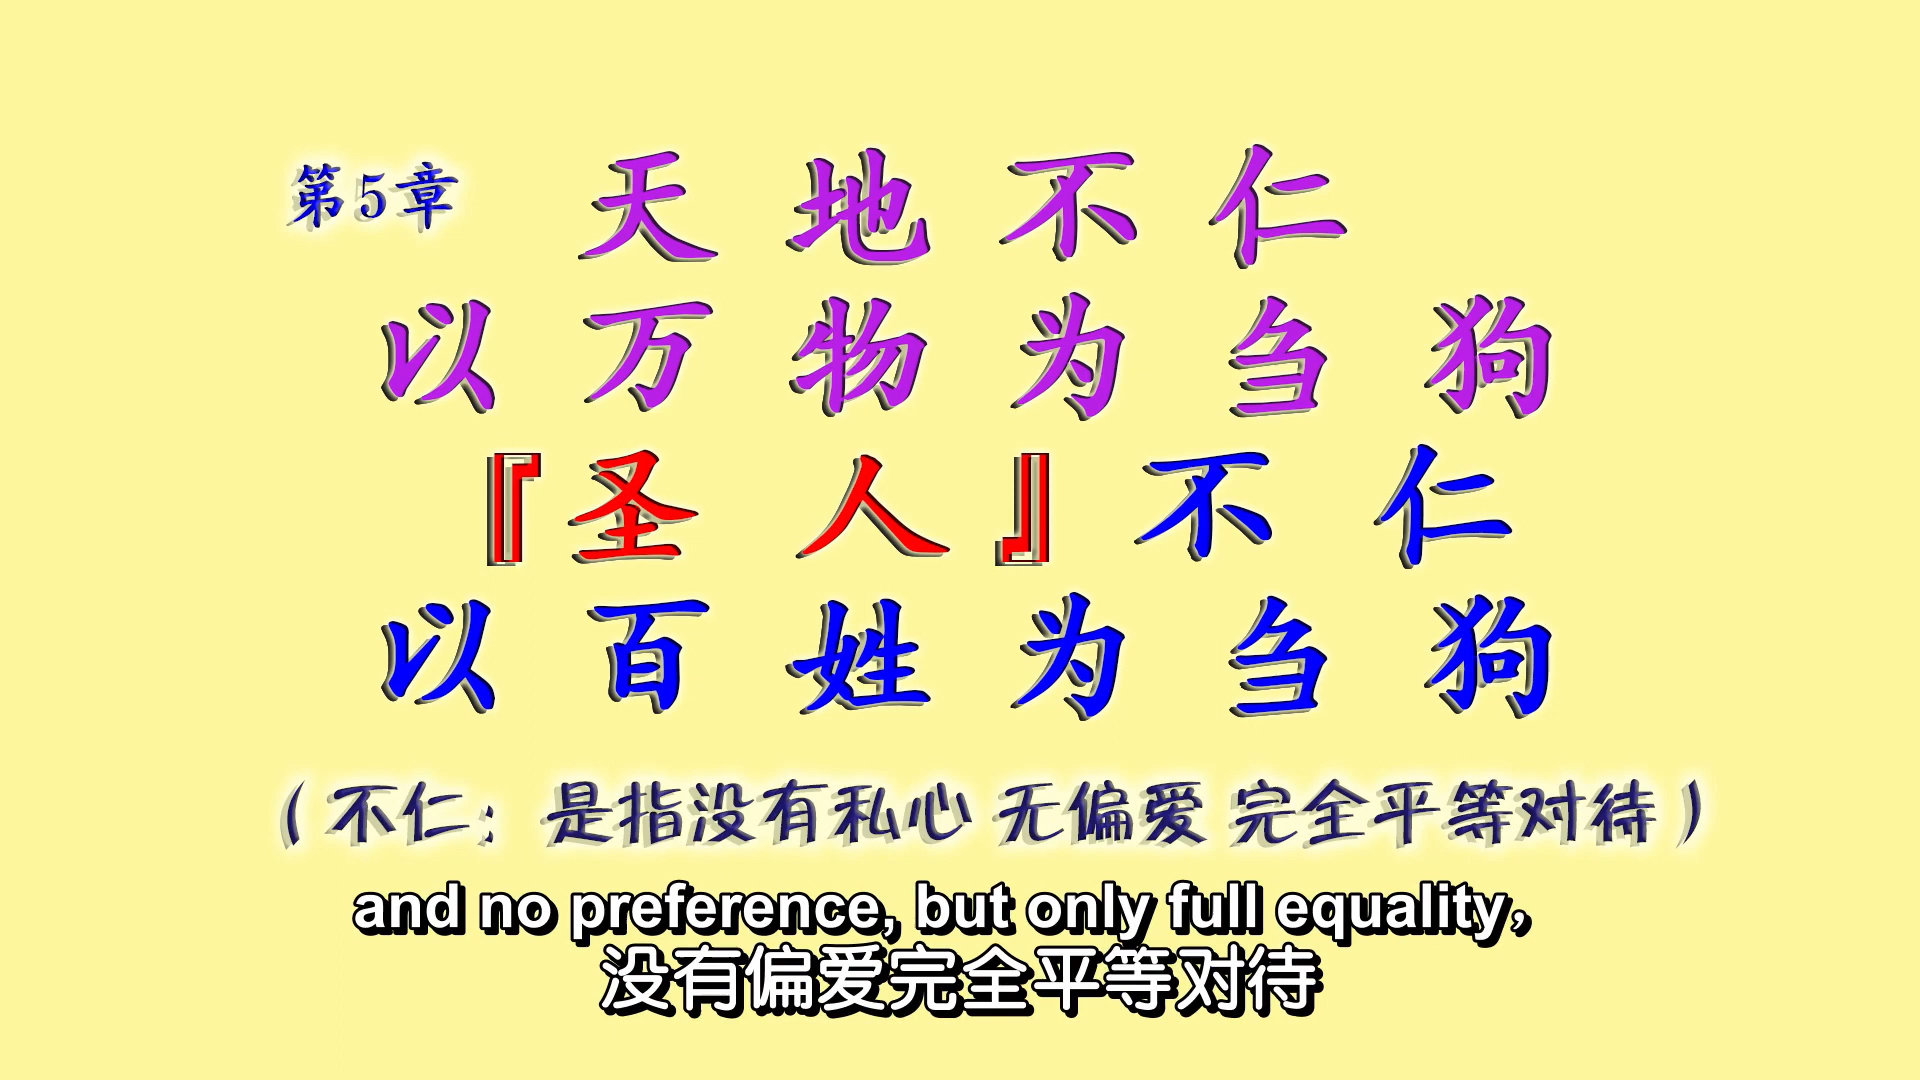 第5章 天地不仁
以万物为刍狗
『圣人』不仁
以百姓为刍狗
（不仁：是指没有私心 无偏爱 完全平等对待）
and no preference, but only full equality，
没有偏爱完全平等对待